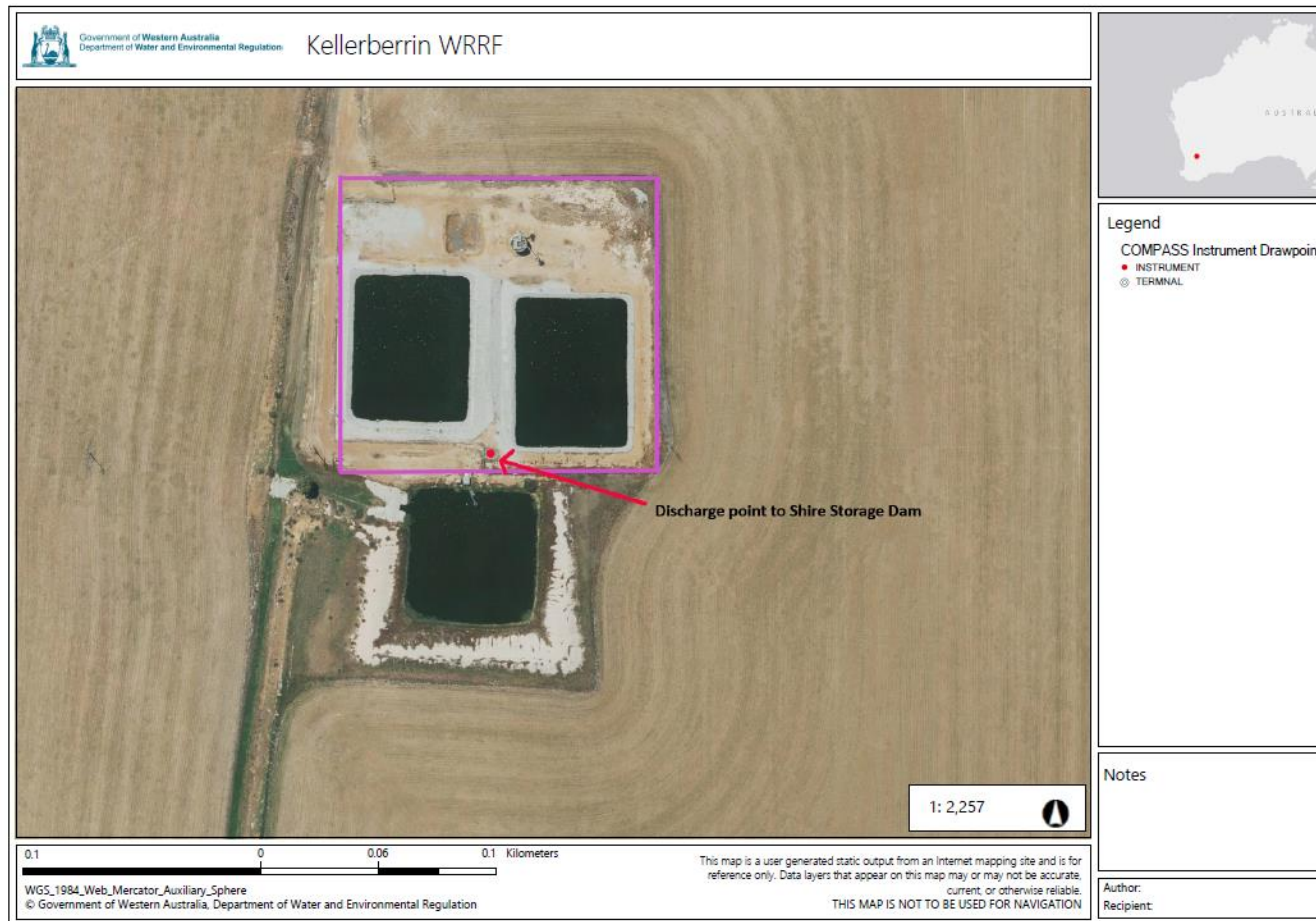 Government of Western Australia
Department of Water and Environmental Regulation
Kellerberrin WRRF
AUSTRAL
Legend
COMPASS Instrument Drawpoin
INSTRUMENT
TERMNAL
Discharge point to Shire Storage Dam
1: 2,257
Notes
0.1 0 0.06 0.1 Kilometers
WGS_1984_Web_Mercator_Auxiliary_Sphere
© Government of Western Australia, Department of Water and Environmental Regulation
This map is a user generated static output from an Internet mapping site and is for
reference only. Data layers that appear on this map may or may not be accurate,
current, or otherwise reliable.
THIS MAP IS NOT TO BE USED FOR NAVIGATION
Author:
Recipient: